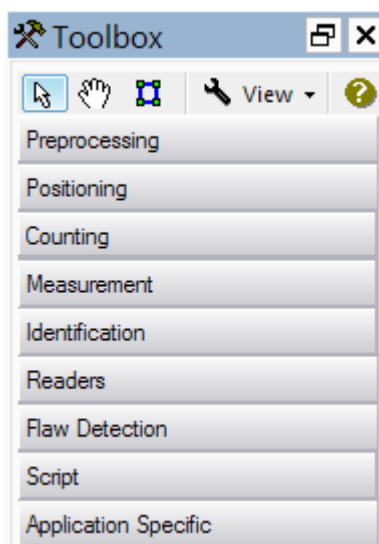 Toolbox
View
Preprocessing
Positioning
Counting
Measurement
Identification
Readers
Flaw Detection
Script
Application Specific